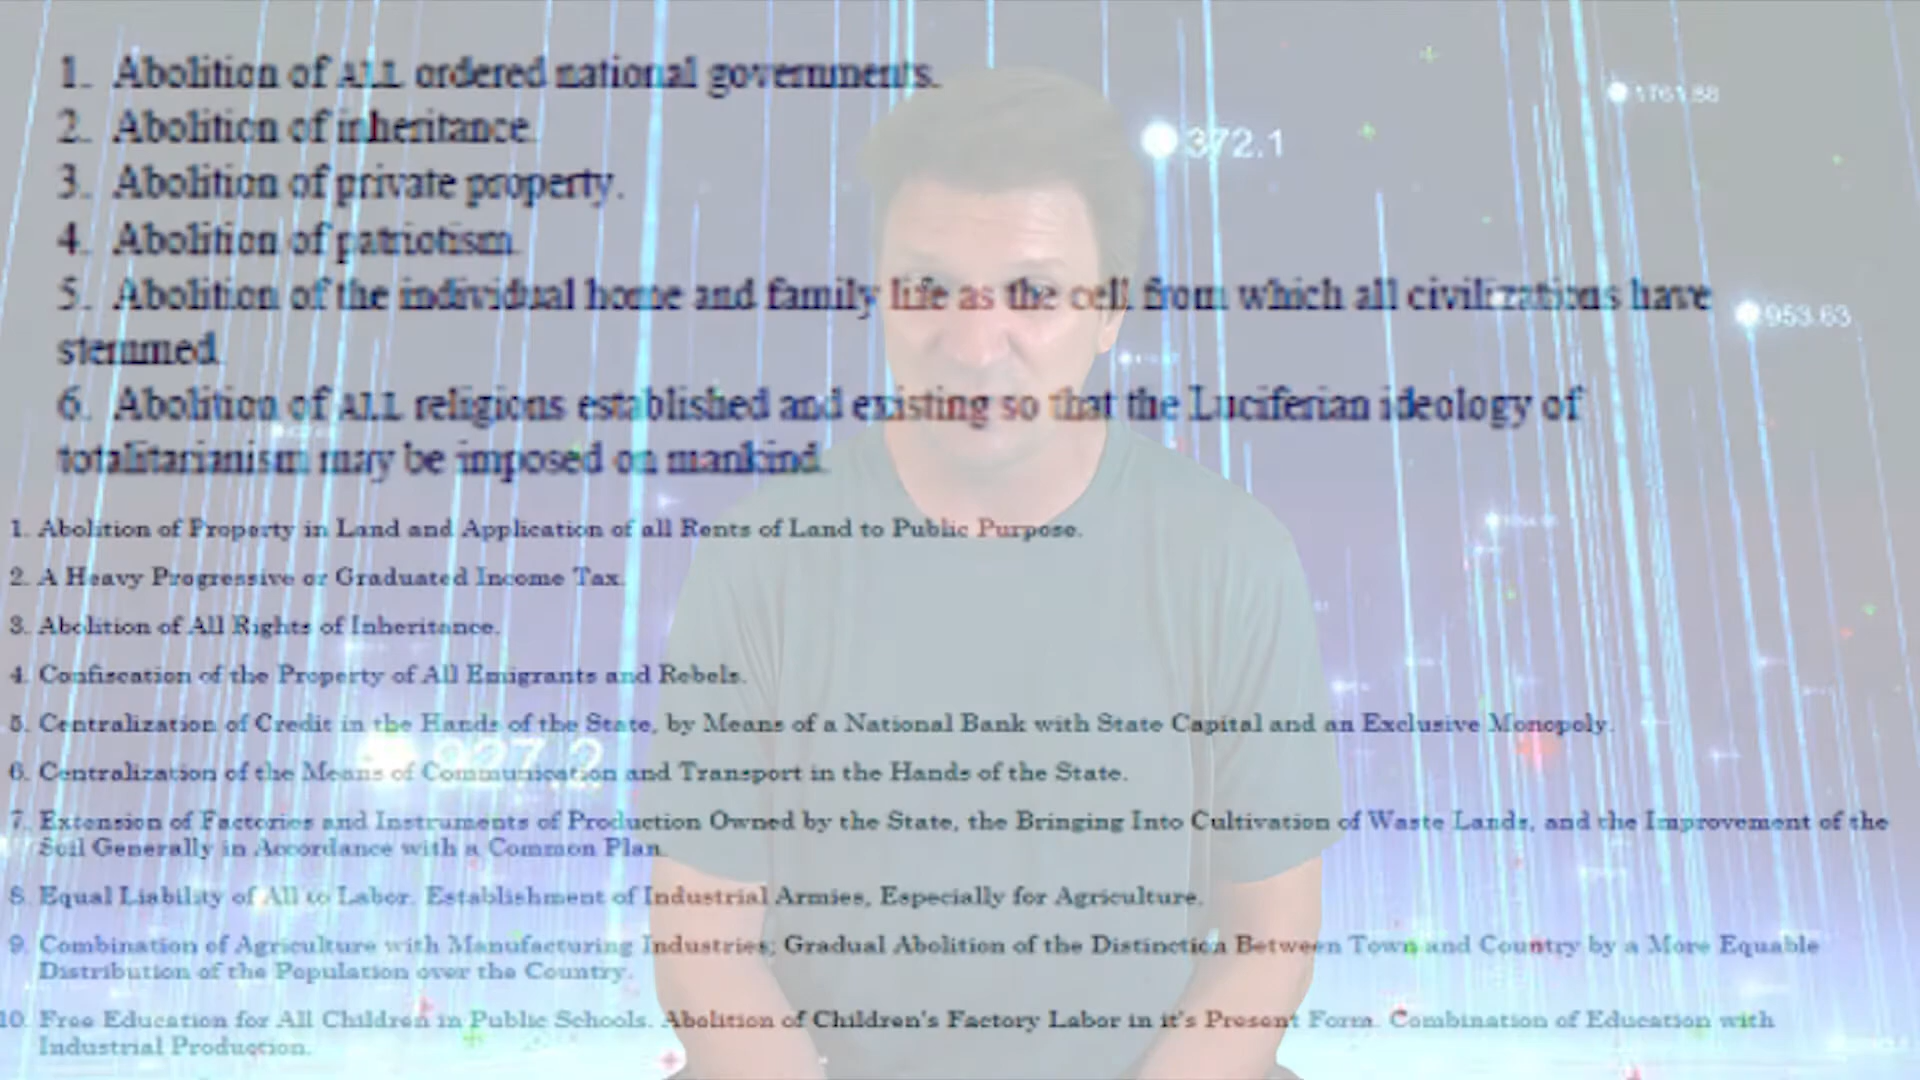 1. Abolition of ALL ordered national governments.
372.1
1761.88
2. Abolition of inheritance.
3. Abolition of private property.
4. Abolition of patriotism.
5. Abolition of the individual home and family life as the cell from which all civilizations have
953.63
stemmed.
6. Abolition of ALL religions established and existing so that the Luciferian ideology of
totalitarianism may be imposed on mankind.
1. Abolition of Property in Land and Application of all Rents of Land to Public Purpose.
2. A Heavy Progressive or Graduated Income Tax.
3. Abolition of All Rights of Inheritance.
4. Confiscation of the Property of All Emigrants and Rebels.
5. Centralization of Credit in the Hands of the State, by Means of a National Bank with State Capital and an Exclusive Monopoly.
927.2
6. Centralization of the Means of Communication and Transport in the Hands of the State.
7. Extension of Factories and Instruments of Production Owned by the State, the Bringing Into Cultivation of Waste Lands, and the Improvement of the
Soil Generally in Accordance with a Common Plan.
8. Equal Liability of All to Labor. Establishment of Industrial Armies, Especially for Agriculture.
9. Combination of Agriculture with Manufacturing Industries; Gradual Abolition of the Distinction Between Town and Country by a More Equable
Distribution of the Population over the Country.
10. Free Education for All Children in Public Schools. Abolition of Children's Factory Labor in it's Present Form. Combination of Education with
Industrial Production.